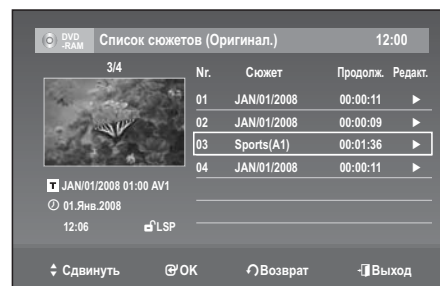 DVD-RAM Список сюжетов (Оригинал.) 12:00
3/4
Nr. Сюжет Продолж. Редакт.
01 JAN/01/2008 00:00:11 ►
02 JAN/01/2008 00:00:09 ►
03 Sports(A1) 00:01:36 ►
04 JAN/01/2008 00:00:11 ►
T JAN/01/2008 01:00 AV1
01.Янв.2008
12:06 LSP
Сдвинуть OK Возврат Выход